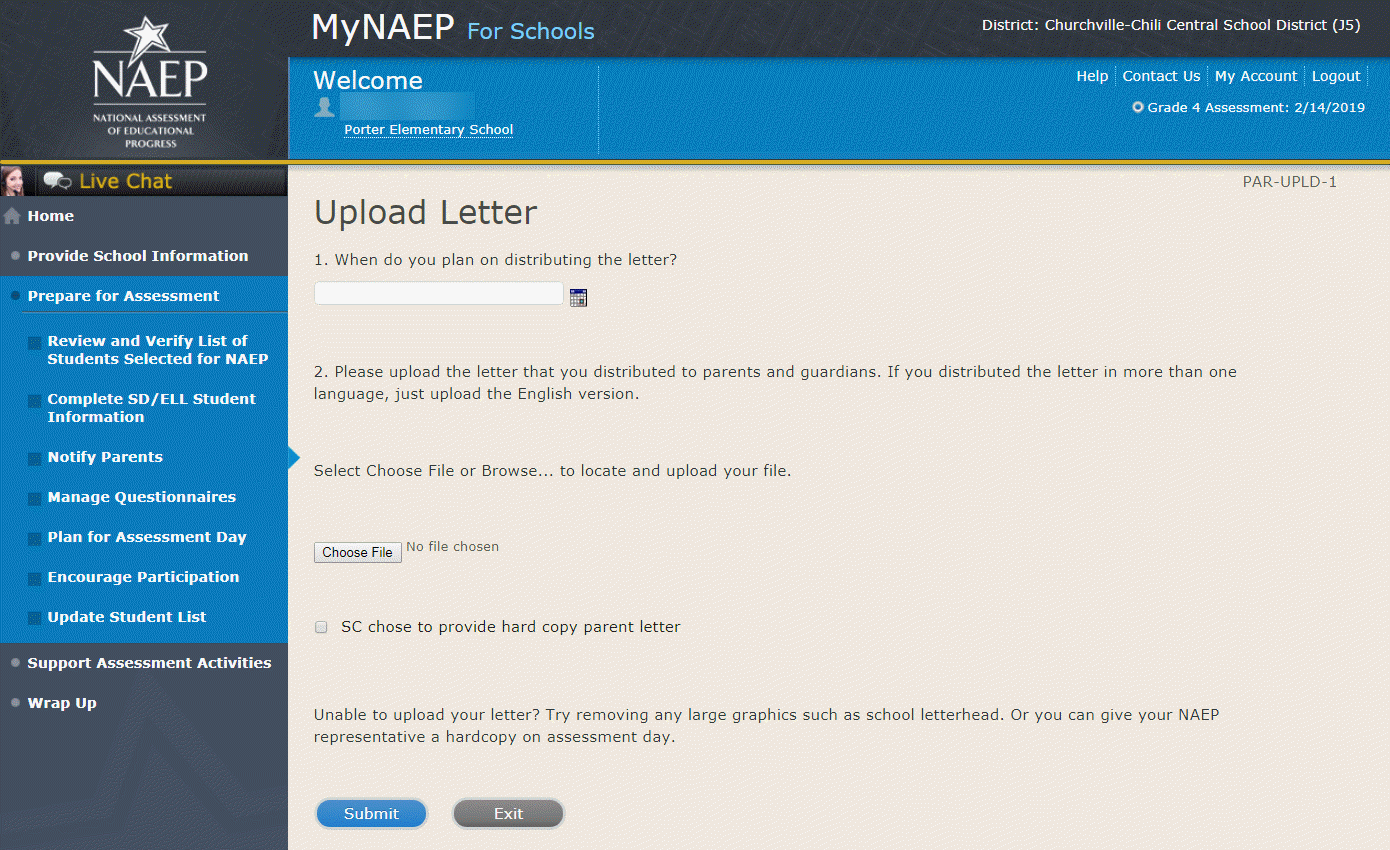 NAEP
NATIONAL ASSESSMENT
OF EDUCATIONAL
PROGRESS
MyNAEP For Schools
District: Churchville-Chili Central School District (J5)
Welcome
Porter Elementary School
Help Contact Us My Account Logout
Grade 4 Assessment: 2/14/2019
Live Chat
Home
Provide School Information
Prepare for Assessment
Review and Verify List of
Students Selected for NAEP
Complete SD/ELL Student
Information
Notify Parents
Manage Questionnaires
Plan for Assessment Day
Encourage Participation
Update Student List
Support Assessment Activities
Wrap Up
PAR-UPLD-1
Upload Letter
1. When do you plan on distributing the letter?
2. Please upload the letter that you distributed to parents and guardians. If you distributed the letter in more than one
language, just upload the English version.
Select Choose File or Browse... to locate and upload your file.
Choose File No file chosen
SC chose to provide hard copy parent letter
Unable to upload your letter? Try removing any large graphics such as school letterhead. Or you can give your NAEP
representative a hardcopy on assessment day.
Submit Exit